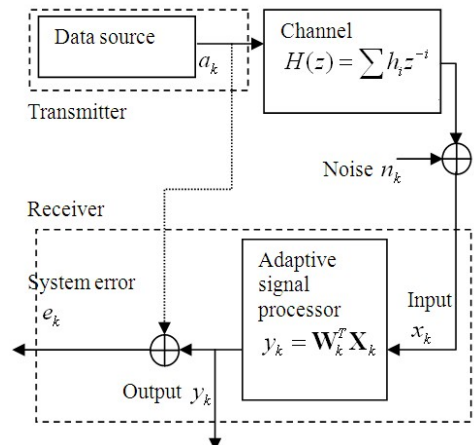 Data source
Channel
H(z) = ∑ h_i z^{-i}
a_k
Transmitter
Noise n_k
Receiver
System error
e_k
Adaptive
signal
processor
y_k = W_k^T X_k
Input
x_k
Output y_k